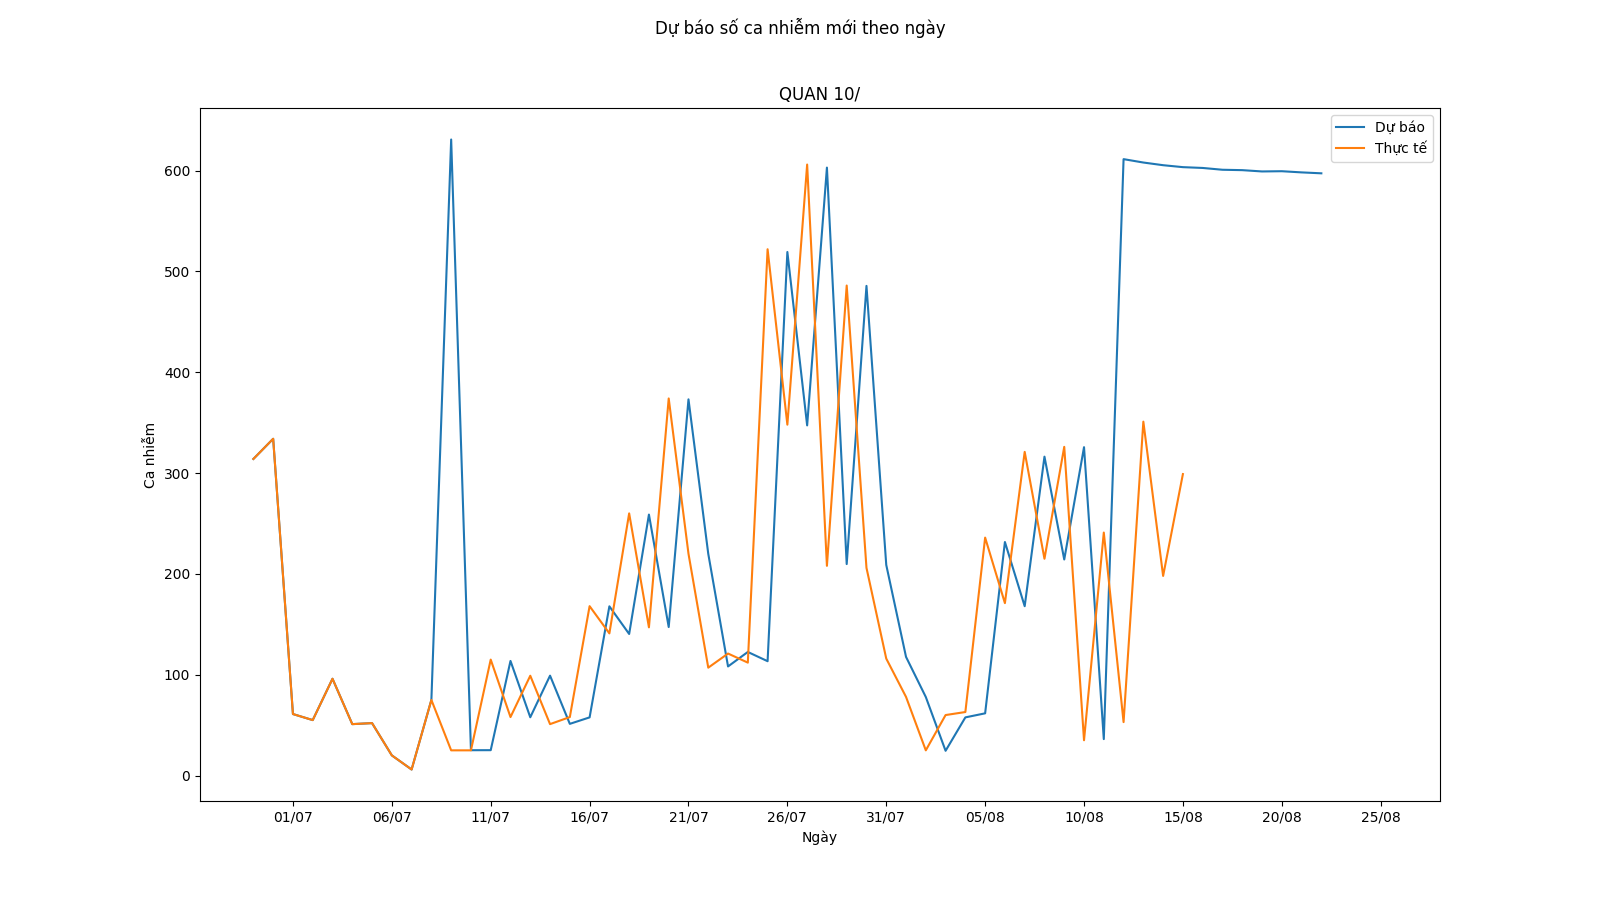 Dự báo số ca nhiễm mới theo ngày
QUAN 10/
Dự báo
Thực tế
600
500
400
300
200
100
0
Ca nhiễm
01/07 06/07 11/07 16/07 21/07 26/07 31/07 05/08 10/08 15/08 20/08 25/08
Ngày